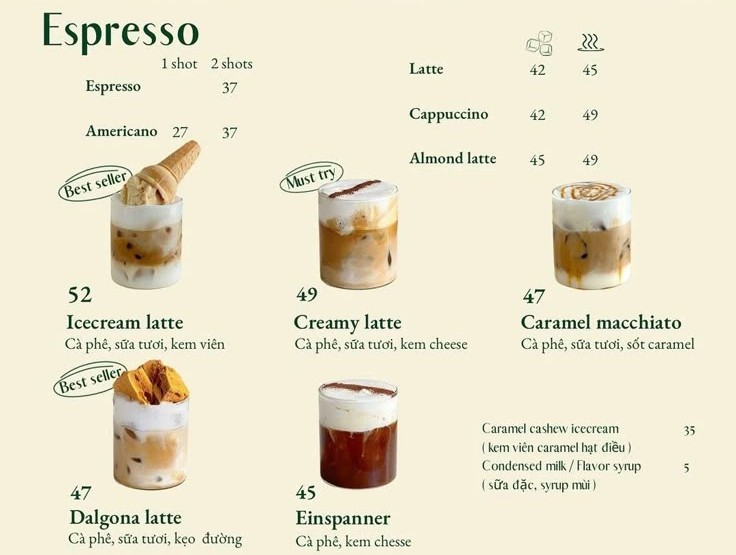 Espresso
1 shot 2 shots
Espresso 37
Americano 27 37
Latte 42 45
Cappuccino 42 49
Almond latte 45 49
Best seller
52
Icecream latte
Cà phê, sữa tươi, kem viên
Must try
49
Creamy latte
Cà phê, sữa tươi, kem cheese
47
Caramel macchiato
Cà phê, sữa tươi, sốt caramel
Best seller
47
Dalgona latte
Cà phê, sữa tươi, kẹo đường
45
Einspanner
Cà phê, kem chesse
Caramel cashew icecream 35
( kem viên caramel hạt điều )
Condensed milk / Flavor syrup 5
( sữa đặc, syrup mùi )